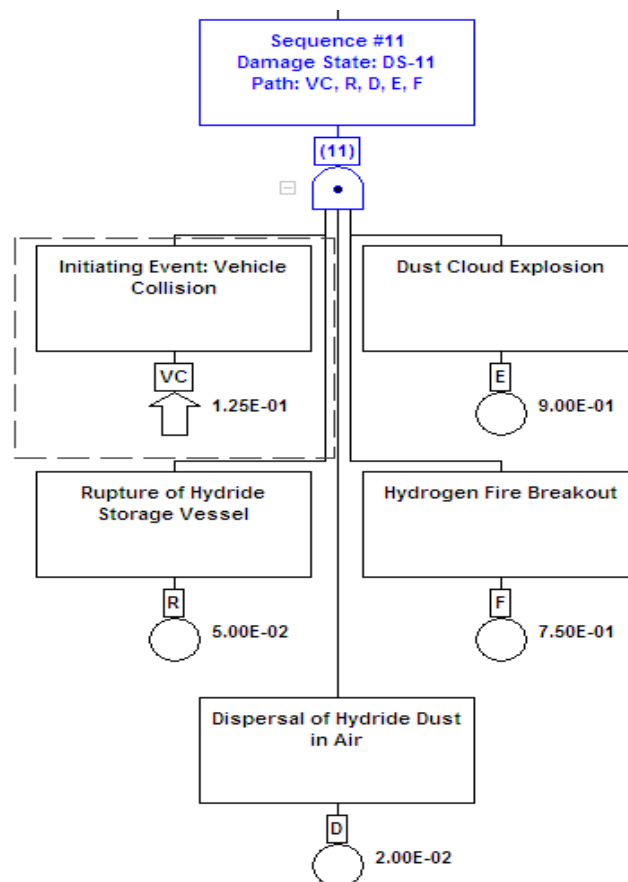 Sequence #11
Damage State: DS-11
Path: VC, R, D, E, F
(11)
Initiating Event: Vehicle
Collision
VC
1.25E-01
Dust Cloud Explosion
E
9.00E-01
Rupture of Hydride
Storage Vessel
R
5.00E-02
Hydrogen Fire Breakout
F
7.50E-01
Dispersal of Hydride Dust
in Air
D
2.00E-02